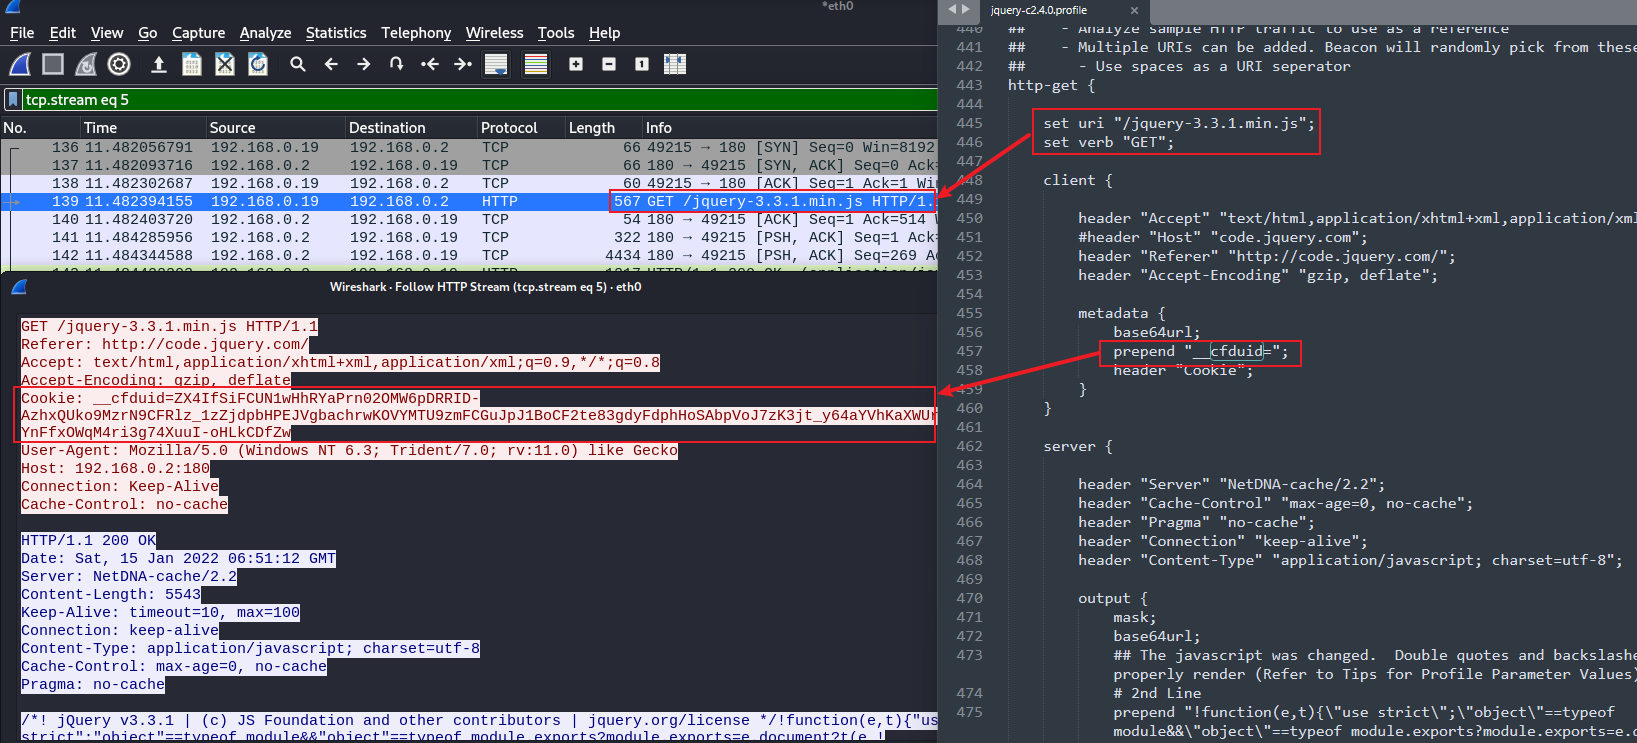 *eth0
File Edit View Go Capture Analyze Statistics Telephony Wireless Tools Help
tcp.stream eq 5
No. Time Source Destination Protocol Length Info
136 11.482056791 192.168.0.19 192.168.0.2 TCP 66 49215 → 180 [SYN] Seq=0 Win=8192
137 11.482093716 192.168.0.2 192.168.0.19 TCP 66 180 → 49215 [SYN, ACK] Seq=0 Ack=
138 11.482302687 192.168.0.19 192.168.0.2 TCP 60 49215 → 180 [ACK] Seq=1 Ack=1 Wi
139 11.482394155 192.168.0.19 192.168.0.2 HTTP 567 GET /jquery-3.3.1.min.js HTTP/1.
140 11.482403740 192.168.0.2 192.168.0.19 TCP 54 180 → 49215 [ACK] Seq=1 Ack=514 W
141 11.484285956 192.168.0.2 192.168.0.19 TCP 322 180 → 49215 [PSH, ACK] Seq=1 Ack=
142 11.484344588 192.168.0.2 192.168.0.19 TCP 4434 180 → 49215 [PSH, ACK] Seq=269 A
Wireshark · Follow HTTP Stream (tcp.stream eq 5) · eth0
GET /jquery-3.3.1.min.js HTTP/1.1
Referer: http://code.jquery.com/
Accept: text/html,application/xhtml+xml,application/xml;q=0.9,*/*;q=0.8
Accept-Encoding: gzip, deflate
Cookie: __cfduid=ZX4IfSiFCUN1wHhRYaPrn02OMW6pDRRID-
AzhxQUko9MzrN9CFRlz_1zZjdpbHPEJVgbachrwKOVYMTU9zmFCGuJpJ1BoCF2te83gdyFdphHoSAbpVoJ7zK3jt_y64aYVhKaXWUr
YnFfxOWqM4ri3g74XuuI-oHLkCDfZw
User-Agent: Mozilla/5.0 (Windows NT 6.3; Trident/7.0; rv:11.0) like Gecko
Host: 192.168.0.2:180
Connection: Keep-Alive
Cache-Control: no-cache
HTTP/1.1 200 OK
Date: Sat, 15 Jan 2022 06:51:12 GMT
Server: NetDNA-cache/2.2
Content-Length: 5543
Keep-Alive: timeout=10, max=100
Connection: keep-alive
Content-Type: application/javascript; charset=utf-8
Cache-Control: max-age=0, no-cache
Pragma: no-cache
/*! jQuery v3.3.1 | (c) JS Foundation and other contributors | jquery.org/license */!function(e,t){"us
strict";"object"==typeof module&&"object"==typeof module.exports?module.exports=e.document?t(e,!
jquery-c2.4.0.profile ×
440 ## - Analyze sample HTTP traffic to use as a reference
441 ## - Multiple URIs can be added. Beacon will randomly pick from these
442 ## - Use spaces as a URI seperator
443 http-get {
444
445 set uri "/jquery-3.3.1.min.js";
446 set verb "GET";
447
448 client {
449
450 header "Accept" "text/html,application/xhtml+xml,application/xml
451 #header "Host" "code.jquery.com";
452 header "Referer" "http://code.jquery.com/";
453 header "Accept-Encoding" "gzip, deflate";
454
455 metadata {
456 base64url;
457 prepend "__cfduid=";
458 header "Cookie";
459 }
460 }
461
462 server {
463
464 header "Server" "NetDNA-cache/2.2";
465 header "Cache-Control" "max-age=0, no-cache";
466 header "Pragma" "no-cache";
467 header "Connection" "keep-alive";
468 header "Content-Type" "application/javascript; charset=utf-8";
469
470 output {
471 mask;
472 base64url;
473 ## The javascript was changed. Double quotes and backslashe
properly render (Refer to Tips for Profile Parameter Values)
474 # 2nd Line
475 prepend "!function(e,t){\"use strict\";\"object\"==typeof
module&&\"object\"==typeof module.exports?module.exports=e.d